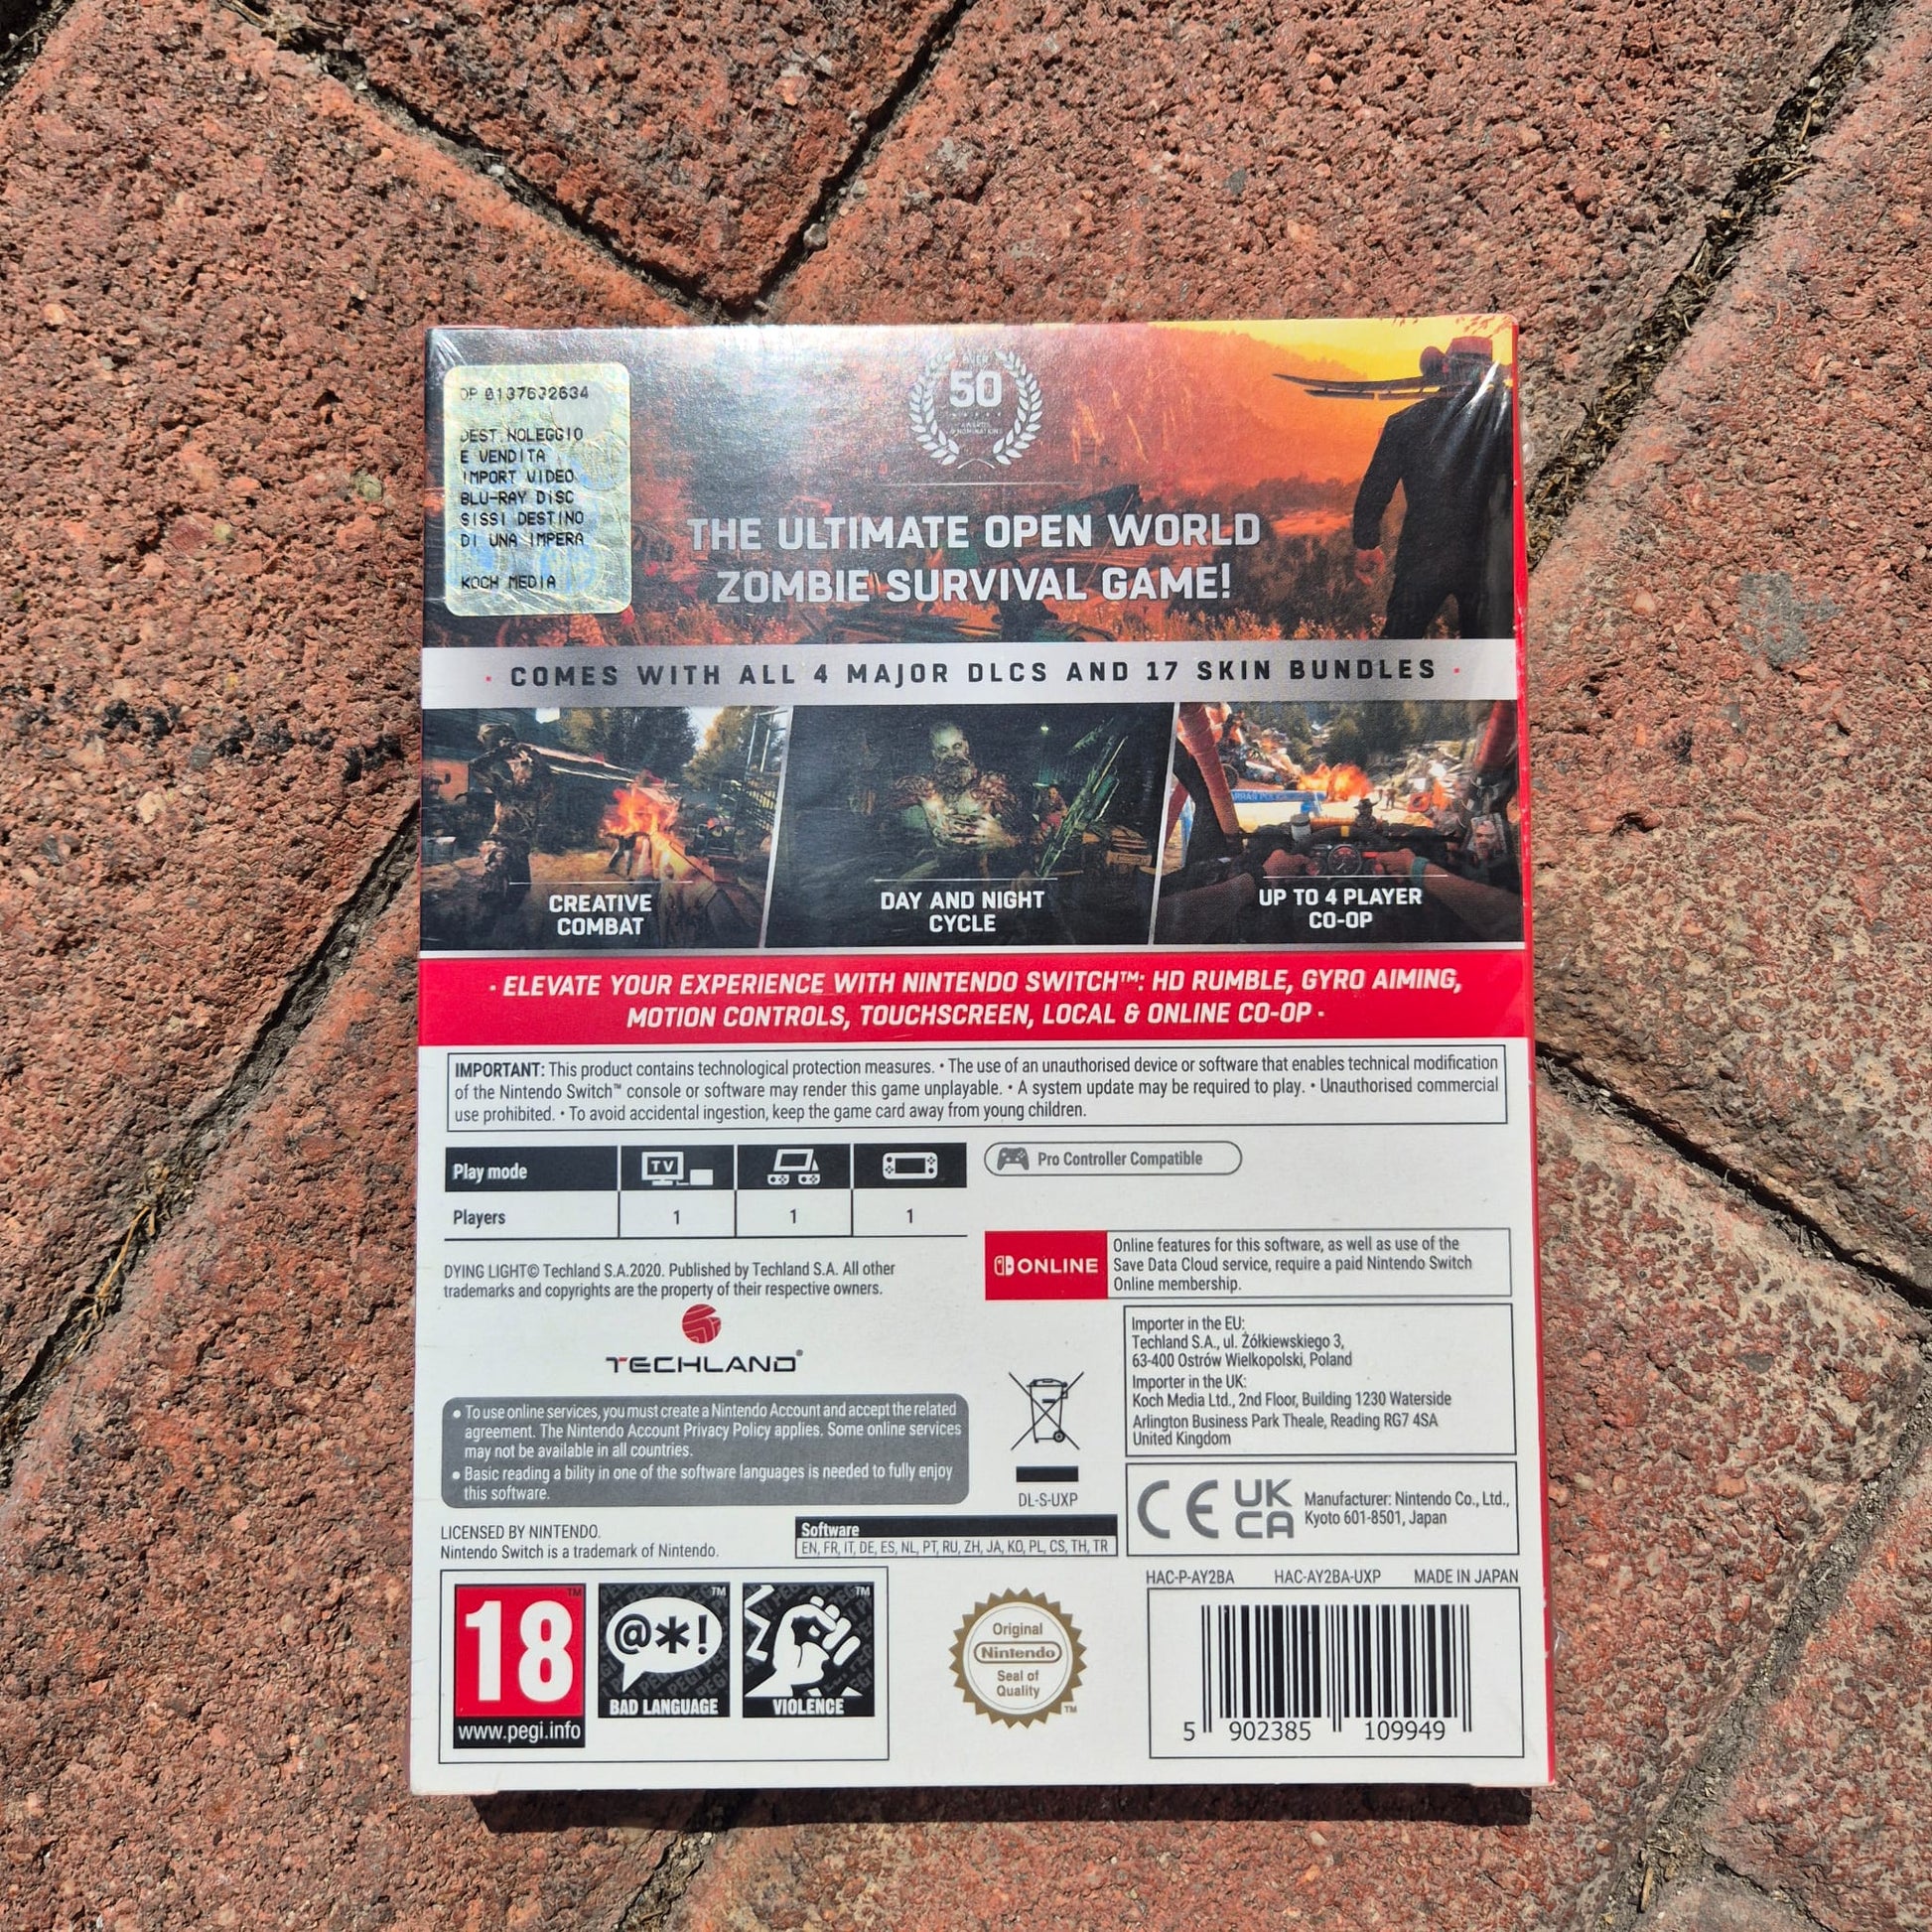 DP 0137632634
DEST.NOLEGGIO
E VENDITA
IMPORT VIDEO
BLU-RAY DISC
SISSI DESTINO
DI UNA IMPERA
KOCH MEDIA
OVER
50
AWARDS
& NOMINATIONS
THE ULTIMATE OPEN WORLD
ZOMBIE SURVIVAL GAME!
· COMES WITH ALL 4 MAJOR DLCS AND 17 SKIN BUNDLES ·
CREATIVE
COMBAT
DAY AND NIGHT
CYCLE
UP TO 4 PLAYER
CO-OP
· ELEVATE YOUR EXPERIENCE WITH NINTENDO SWITCH™: HD RUMBLE, GYRO AIMING,
MOTION CONTROLS, TOUCHSCREEN, LOCAL & ONLINE CO-OP ·
IMPORTANT: This product contains technological protection measures. • The use of an unauthorised device or software that enables technical modification
of the Nintendo Switch™ console or software may render this game unplayable. • A system update may be required to play. • Unauthorised commercial
use prohibited. • To avoid accidental ingestion, keep the game card away from young children.
Play mode
TV
Players 1 1 1
Pro Controller Compatible
ONLINE
Online features for this software, as well as use of the
Save Data Cloud service, require a paid Nintendo Switch
Online membership.
DYING LIGHT© Techland S.A.2020. Published by Techland S.A. All other
trademarks and copyrights are the property of their respective owners.
TECHLAND®
Importer in the EU:
Techland S.A., ul. Żółkiewskiego 3,
63-400 Ostrów Wielkopolski, Poland
Importer in the UK:
Koch Media Ltd., 2nd Floor, Building 1230 Waterside
Arlington Business Park Theale, Reading RG7 4SA
United Kingdom
• To use online services, you must create a Nintendo Account and accept the related
agreement. The Nintendo Account Privacy Policy applies. Some online services
may not be available in all countries.
• Basic reading a bility in one of the software languages is needed to fully enjoy
this software.
DL-S-UXP
CE UK
CA
Manufacturer: Nintendo Co., Ltd.,
Kyoto 601-8501, Japan
LICENSED BY NINTENDO.
Nintendo Switch is a trademark of Nintendo.
Software
EN, FR, IT, DE, ES, NL, PT, RU, ZH, JA, KO, PL, CS, TH, TR
HAC-P-AY2BA HAC-AY2BA-UXP MADE IN JAPAN
18™
www.pegi.info
@*!™
BAD LANGUAGE
™
VIOLENCE
Original
Nintendo
Seal of
Quality
™
5 902385 109949